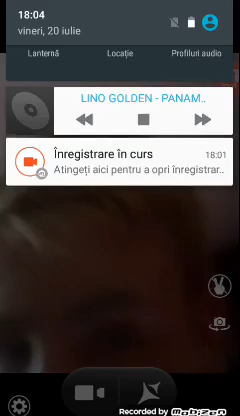 18:04
vineri, 20 iulie
Lanternă Locație Profiluri audio
LINO GOLDEN - PANAM..
Înregistrare în curs 18:01
Atingeți aici pentru a opri înregistrar..
Recorded by Mobizen